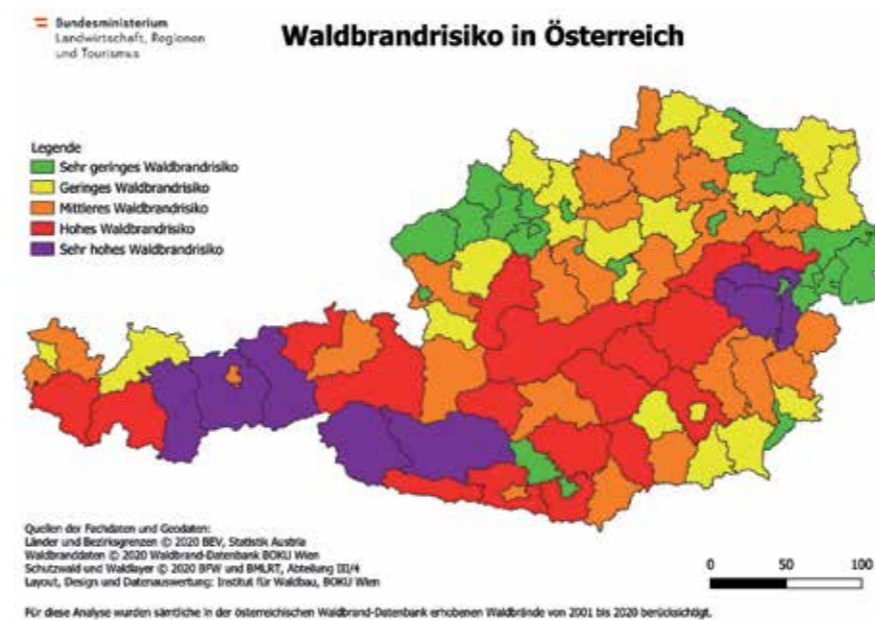 Bundesministerium
Landwirtschaft, Regionen
und Tourismus
Waldbrandrisiko in Österreich
Legende
Sehr geringes Waldbrandrisiko
Geringes Waldbrandrisiko
Mittleres Waldbrandrisiko
Hohes Waldbrandrisiko
Sehr hohes Waldbrandrisiko
Quellen der Fachdaten und Geodaten:
Länder und Bezirksgrenzen © 2020 BEV, Statistik Austria
Waldbranddaten © 2020 Waldbrand-Datenbank BOKU Wien
Schutzwald und Waldlayer © 2020 BFW und BMLRT, Abteilung III/4
Layout, Design und Datenauswertung: Institut für Waldbau, BOKU Wien
0 50 100
Für diese Analyse wurden sämtliche in der österreichischen Waldbrand-Datenbank erhobenen Waldbrände von 2001 bis 2020 berücksichtigt.